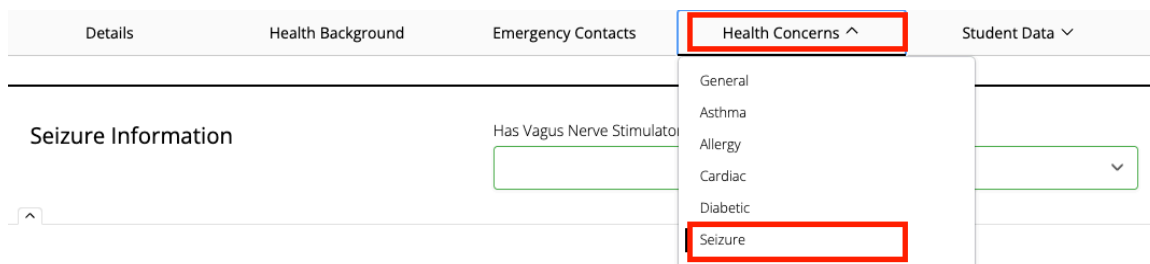 Details Health Background Emergency Contacts Health Concerns Student Data
General
Asthma
Seizure Information
Has Vagus Nerve Stimulator
Allergy
Cardiac
Diabetic
Seizure